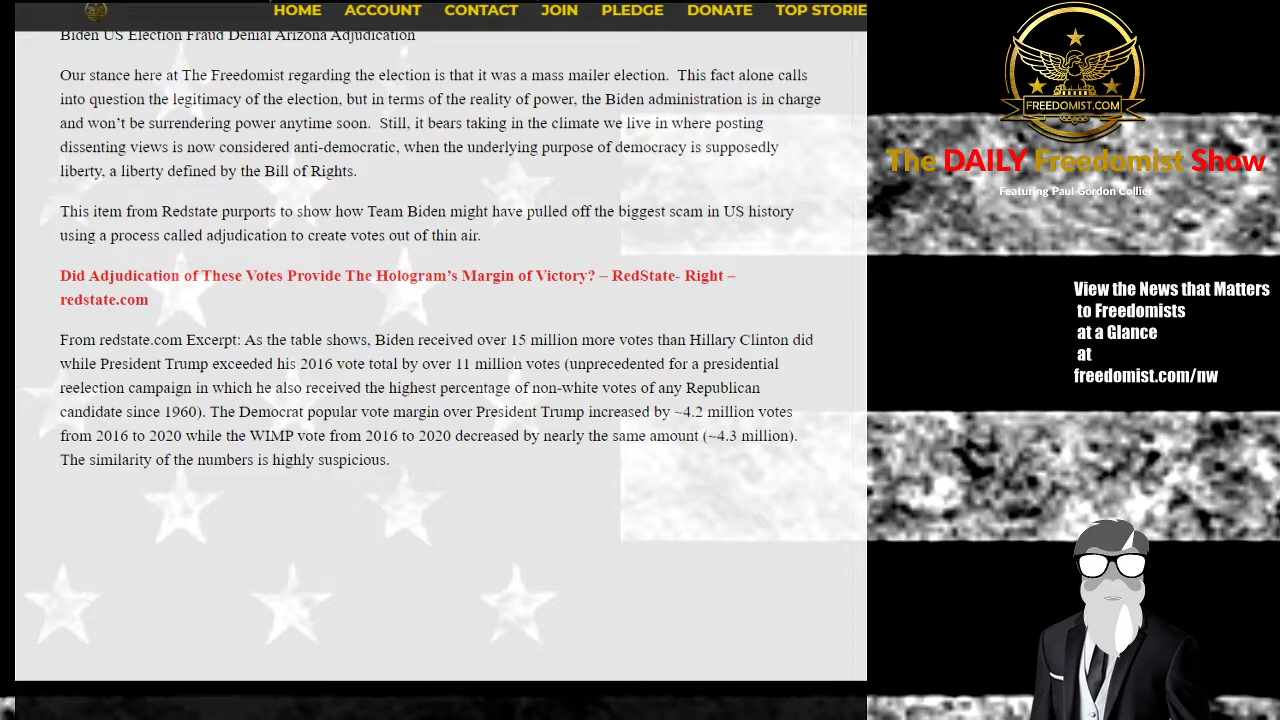 HOME ACCOUNT CONTACT JOIN PLEDGE DONATE TOP STORIE
Biden US Election Fraud Denial Arizona Adjudication
Our stance here at The Freedomist regarding the election is that it was a mass mailer election. This fact alone calls
into question the legitimacy of the election, but in terms of the reality of power, the Biden administration is in charge
and won't be surrendering power anytime soon. Still, it bears taking in the climate we live in where posting
dissenting views is now considered anti-democratic, when the underlying purpose of democracy is supposedly
liberty, a liberty defined by the Bill of Rights.
This item from Redstate purports to show how Team Biden might have pulled off the biggest scam in US history
using a process called adjudication to create votes out of thin air.
Did Adjudication of These Votes Provide The Hologram's Margin of Victory? – RedState- Right –
redstate.com
From redstate.com Excerpt: As the table shows, Biden received over 15 million more votes than Hillary Clinton did
while President Trump exceeded his 2016 vote total by over 11 million votes (unprecedented for a presidential
reelection campaign in which he also received the highest percentage of non-white votes of any Republican
candidate since 1960). The Democrat popular vote margin over President Trump increased by ~4.2 million votes
from 2016 to 2020 while the WIMP vote from 2016 to 2020 decreased by nearly the same amount (~4.3 million).
The similarity of the numbers is highly suspicious.
FREEDOMIST.COM
The DAILY Freedomist Show
Featuring Paul Gordon Collier
View the News that Matters
to Freedomists
at a Glance
at
freedomist.com/nw